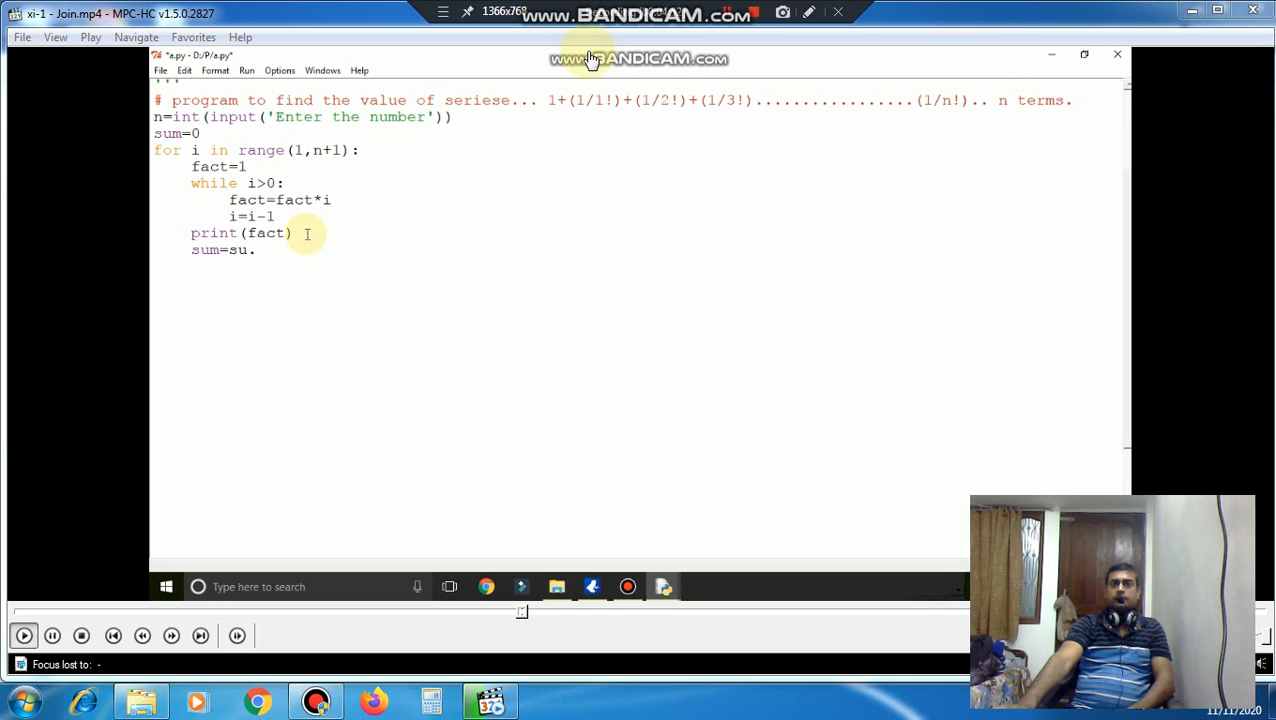 xi-1 - Join.mp4 - MPC-HC v1.5.0.2827
1366x768
www.BANDICAM.com
File View Play Navigate Favorites Help
*a.py - D:/P/a.py*
www.BANDICAM.com
File Edit Format Run Options Windows Help
'''
# program to find the value of seriese... 1+(1/1!)+(1/2!)+(1/3!).................(1/n!).. n terms.
n=int(input('Enter the number'))
sum=0
for i in range(1,n+1):
fact=1
while i>0:
fact=fact*i
i=i-1
print(fact)
sum=su.
Type here to search
Focus lost to: -
11/11/2020